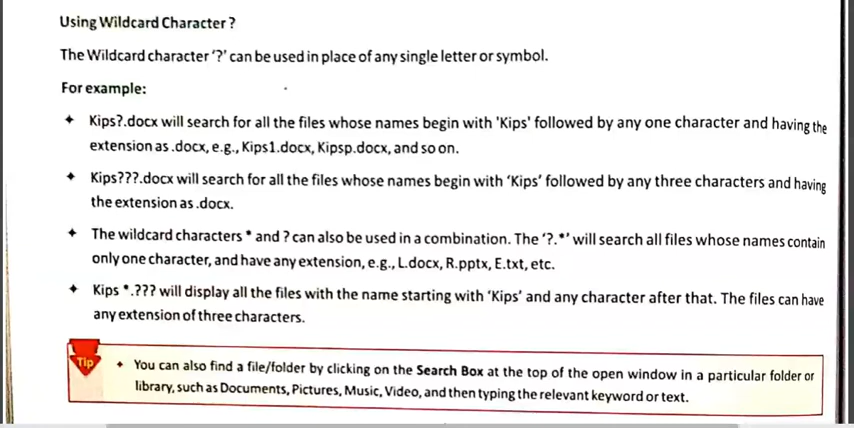 Using Wildcard Character ?
The Wildcard character ‘?’ can be used in place of any single letter or symbol.
For example:
✦ Kips?.docx will search for all the files whose names begin with 'Kips' followed by any one character and having the
extension as .docx, e.g., Kips1.docx, Kipsp.docx, and so on.
✦ Kips???.docx will search for all the files whose names begin with ‘Kips’ followed by any three characters and having
the extension as .docx.
✦ The wildcard characters * and ? can also be used in a combination. The ‘?.*’ will search all files whose names contain
only one character, and have any extension, e.g., L.docx, R.pptx, E.txt, etc.
✦ Kips *.??? will display all the files with the name starting with ‘Kips’ and any character after that. The files can have
any extension of three characters.
Tip
✦ You can also find a file/folder by clicking on the Search Box at the top of the open window in a particular folder or
library, such as Documents, Pictures, Music, Video, and then typing the relevant keyword or text.